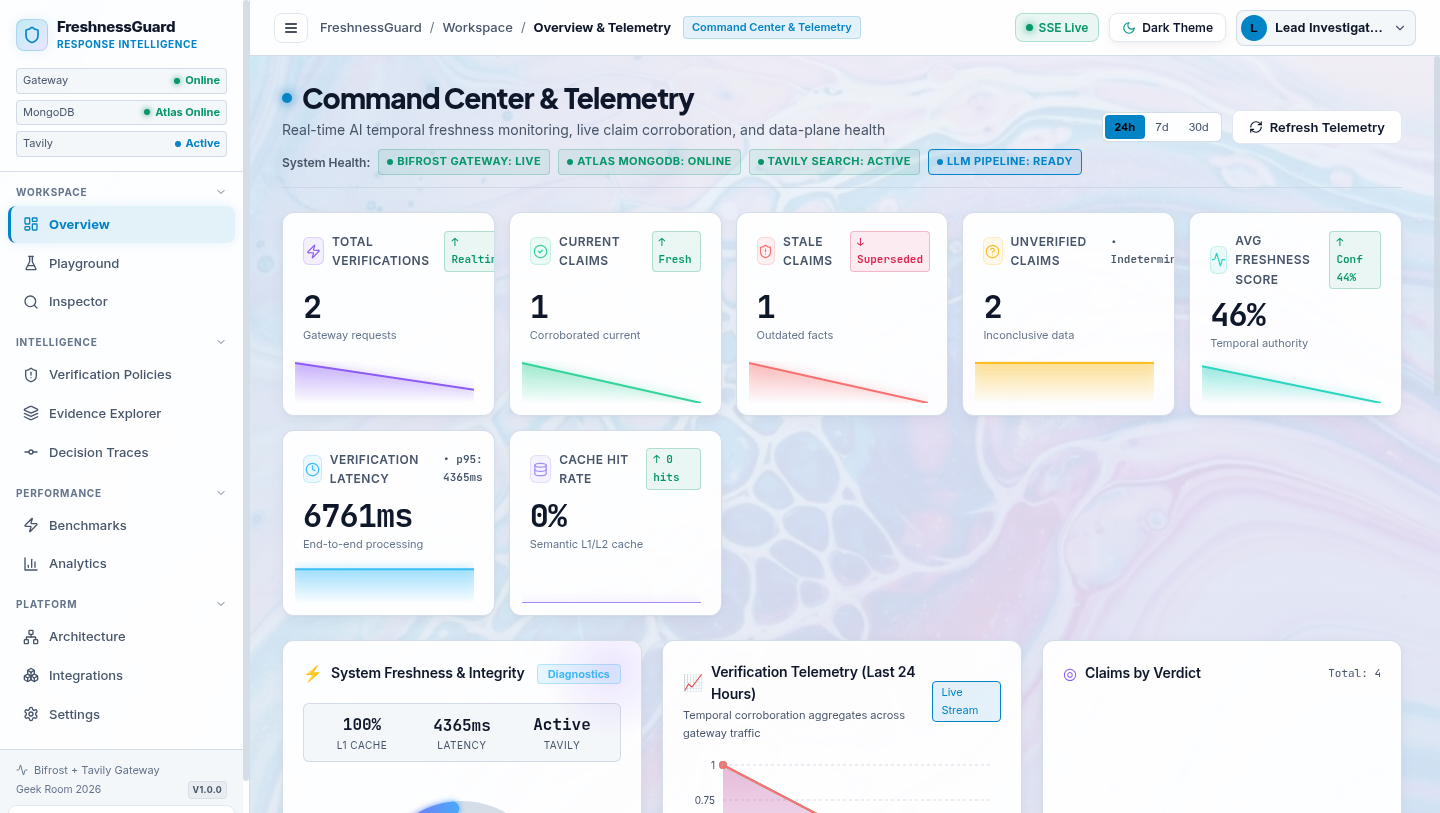 FreshnessGuard
RESPONSE INTELLIGENCE
Gateway
Online
MongoDB
Atlas Online
Tavily
Active
WORKSPACE
Overview
Playground
Inspector
INTELLIGENCE
Verification Policies
Evidence Explorer
Decision Traces
PERFORMANCE
Benchmarks
Analytics
PLATFORM
Architecture
Integrations
Settings
Bifrost + Tavily Gateway
Geek Room 2026
V1.0.0
FreshnessGuard / Workspace / Overview & Telemetry
Command Center & Telemetry
SSE Live
Dark Theme
L
Lead Investigat...
Command Center & Telemetry
Real-time AI temporal freshness monitoring, live claim corroboration, and data-plane health
24h 7d 30d
Refresh Telemetry
System Health:
BIFROST GATEWAY: LIVE
ATLAS MONGODB: ONLINE
TAVILY SEARCH: ACTIVE
LLM PIPELINE: READY
TOTAL
VERIFICATIONS
↑
Realtin
2
Gateway requests
CURRENT
CLAIMS
↑
Fresh
1
Corroborated current
STALE
CLAIMS
↓
Superseded
1
Outdated facts
UNVERIFIED
CLAIMS
•
Indetermin
2
Inconclusive data
AVG
FRESHNESS
SCORE
↑
Conf
44%
46%
Temporal authority
VERIFICATION
LATENCY
• p95:
4365ms
6761ms
End-to-end processing
CACHE HIT
RATE
↑ 0
hits
0%
Semantic L1/L2 cache
⚡ System Freshness & Integrity
Diagnostics
100%
L1 CACHE
4365ms
LATENCY
Active
TAVILY
📈 Verification Telemetry (Last 24
Hours)
Temporal corroboration aggregates across
gateway traffic
Live
Stream
1
0.75
◎ Claims by Verdict
Total: 4